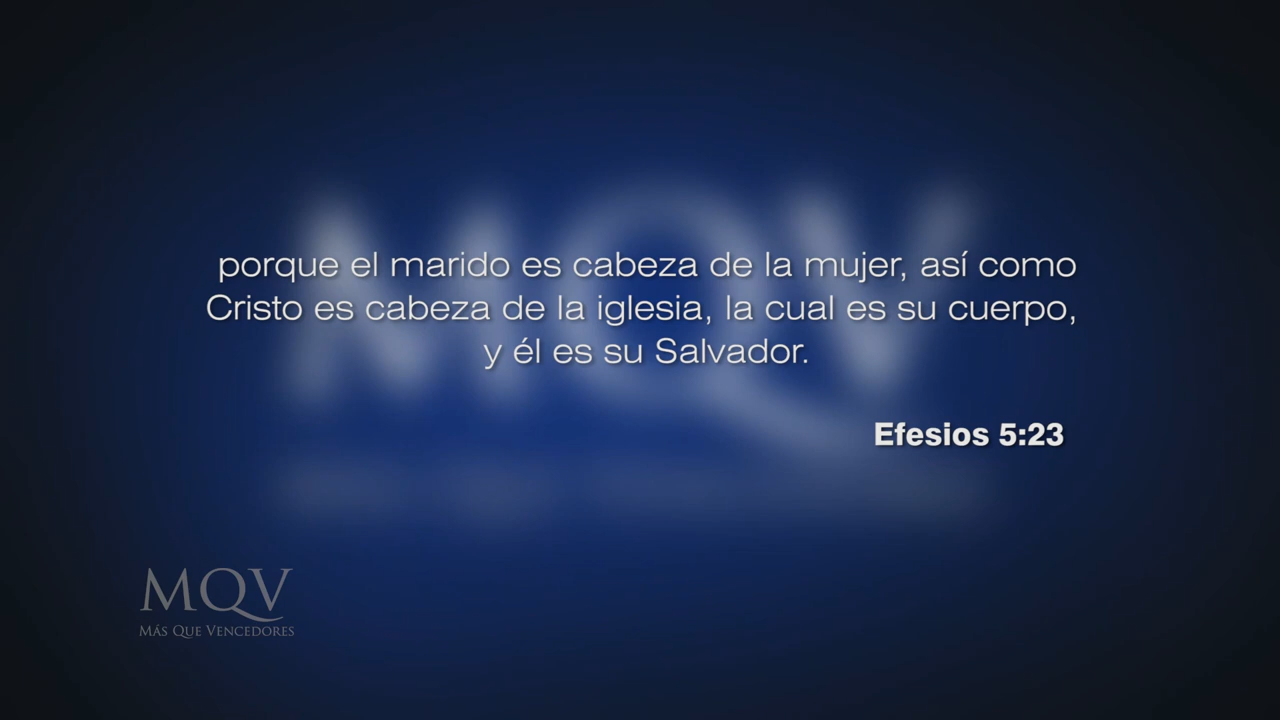 porque el marido es cabeza de la mujer, así como
Cristo es cabeza de la iglesia, la cual es su cuerpo,
y él es su Salvador.
Efesios 5:23
MQV
MÁS QUE VENCEDORES